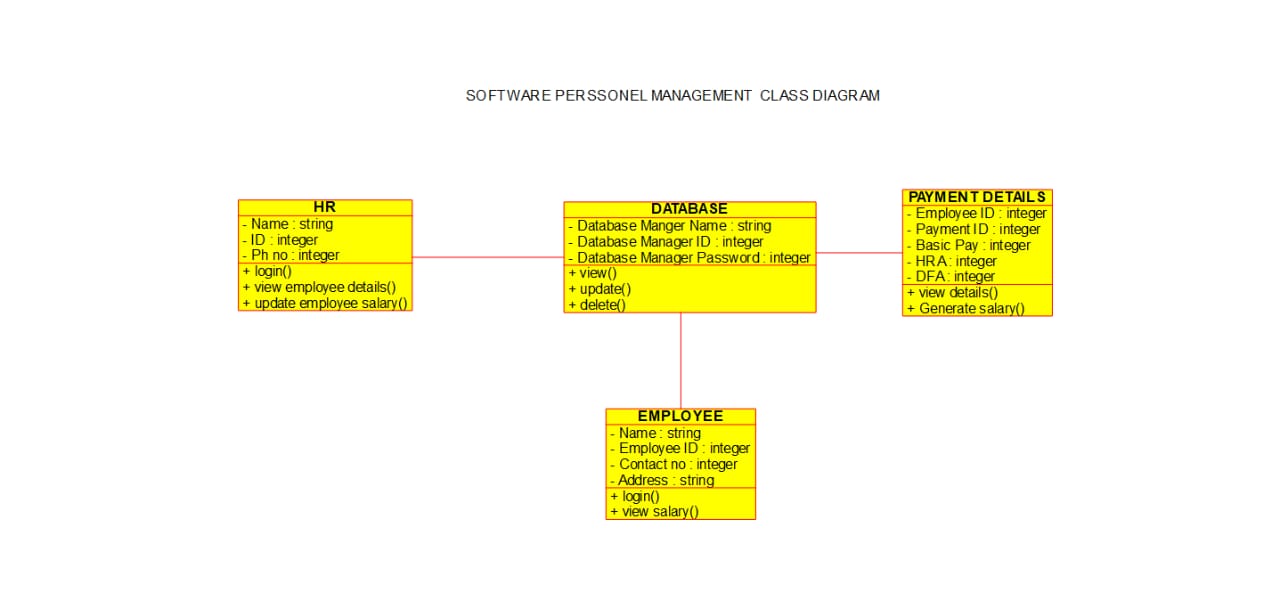 SOFTWARE PERSSONEL MANAGEMENT CLASS DIAGRAM
HR
- Name : string
- ID : integer
- Ph no : integer
+ login()
+ view employee details()
+ update employee salary()
DATABASE
- Database Manger Name : string
- Database Manager ID : integer
- Database Manager Password : integer
+ view()
+ update()
+ delete()
PAYMENT DETAILS
- Employee ID : integer
- Payment ID : integer
- Basic Pay : integer
- HRA : integer
- DFA : integer
+ view details()
+ Generate salary()
EMPLOYEE
- Name : string
- Employee ID : integer
- Contact no : integer
- Address : string
+ login()
+ view salary()